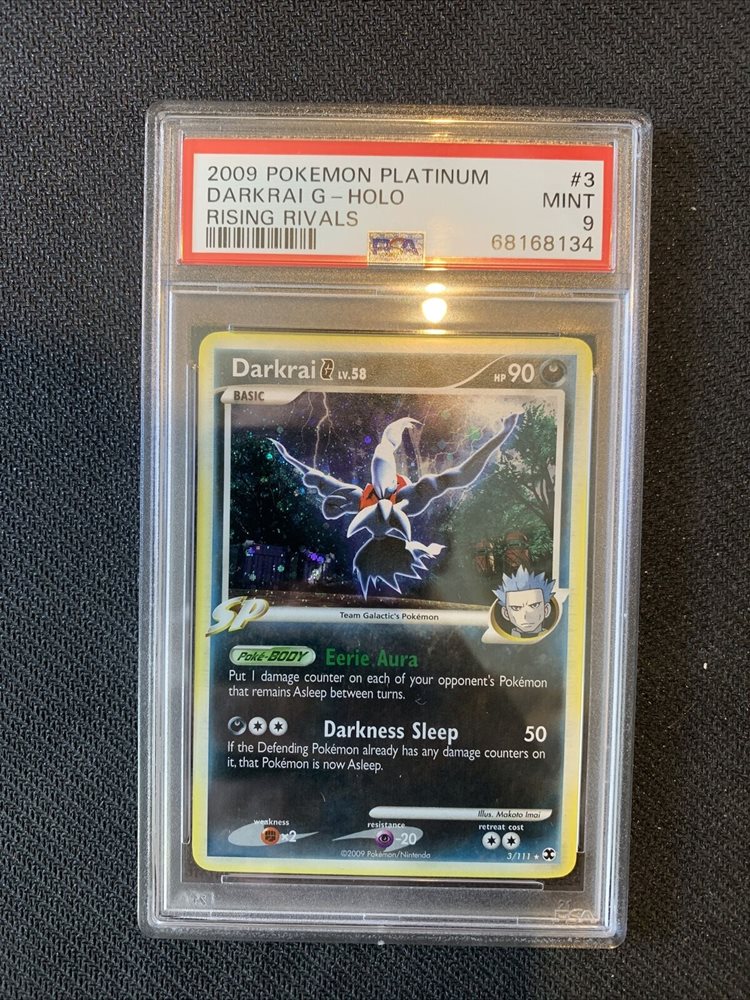 2009 POKEMON PLATINUM #3
DARKRAI G-HOLO MINT
RISING RIVALS 9
PSA 68168134
Darkrai G LV.58 HP 90
BASIC
SP
Team Galactic's Pokémon
Poké-BODY Eerie Aura
Put 1 damage counter on each of your opponent's Pokémon
that remains Asleep between turns.
Darkness Sleep 50
If the Defending Pokémon already has any damage counters on
it, that Pokémon is now Asleep.
Illus. Makoto Imai
weakness resistance retreat cost
×2 -20
©2009 Pokémon/Nintendo 3/111 ★
PSA